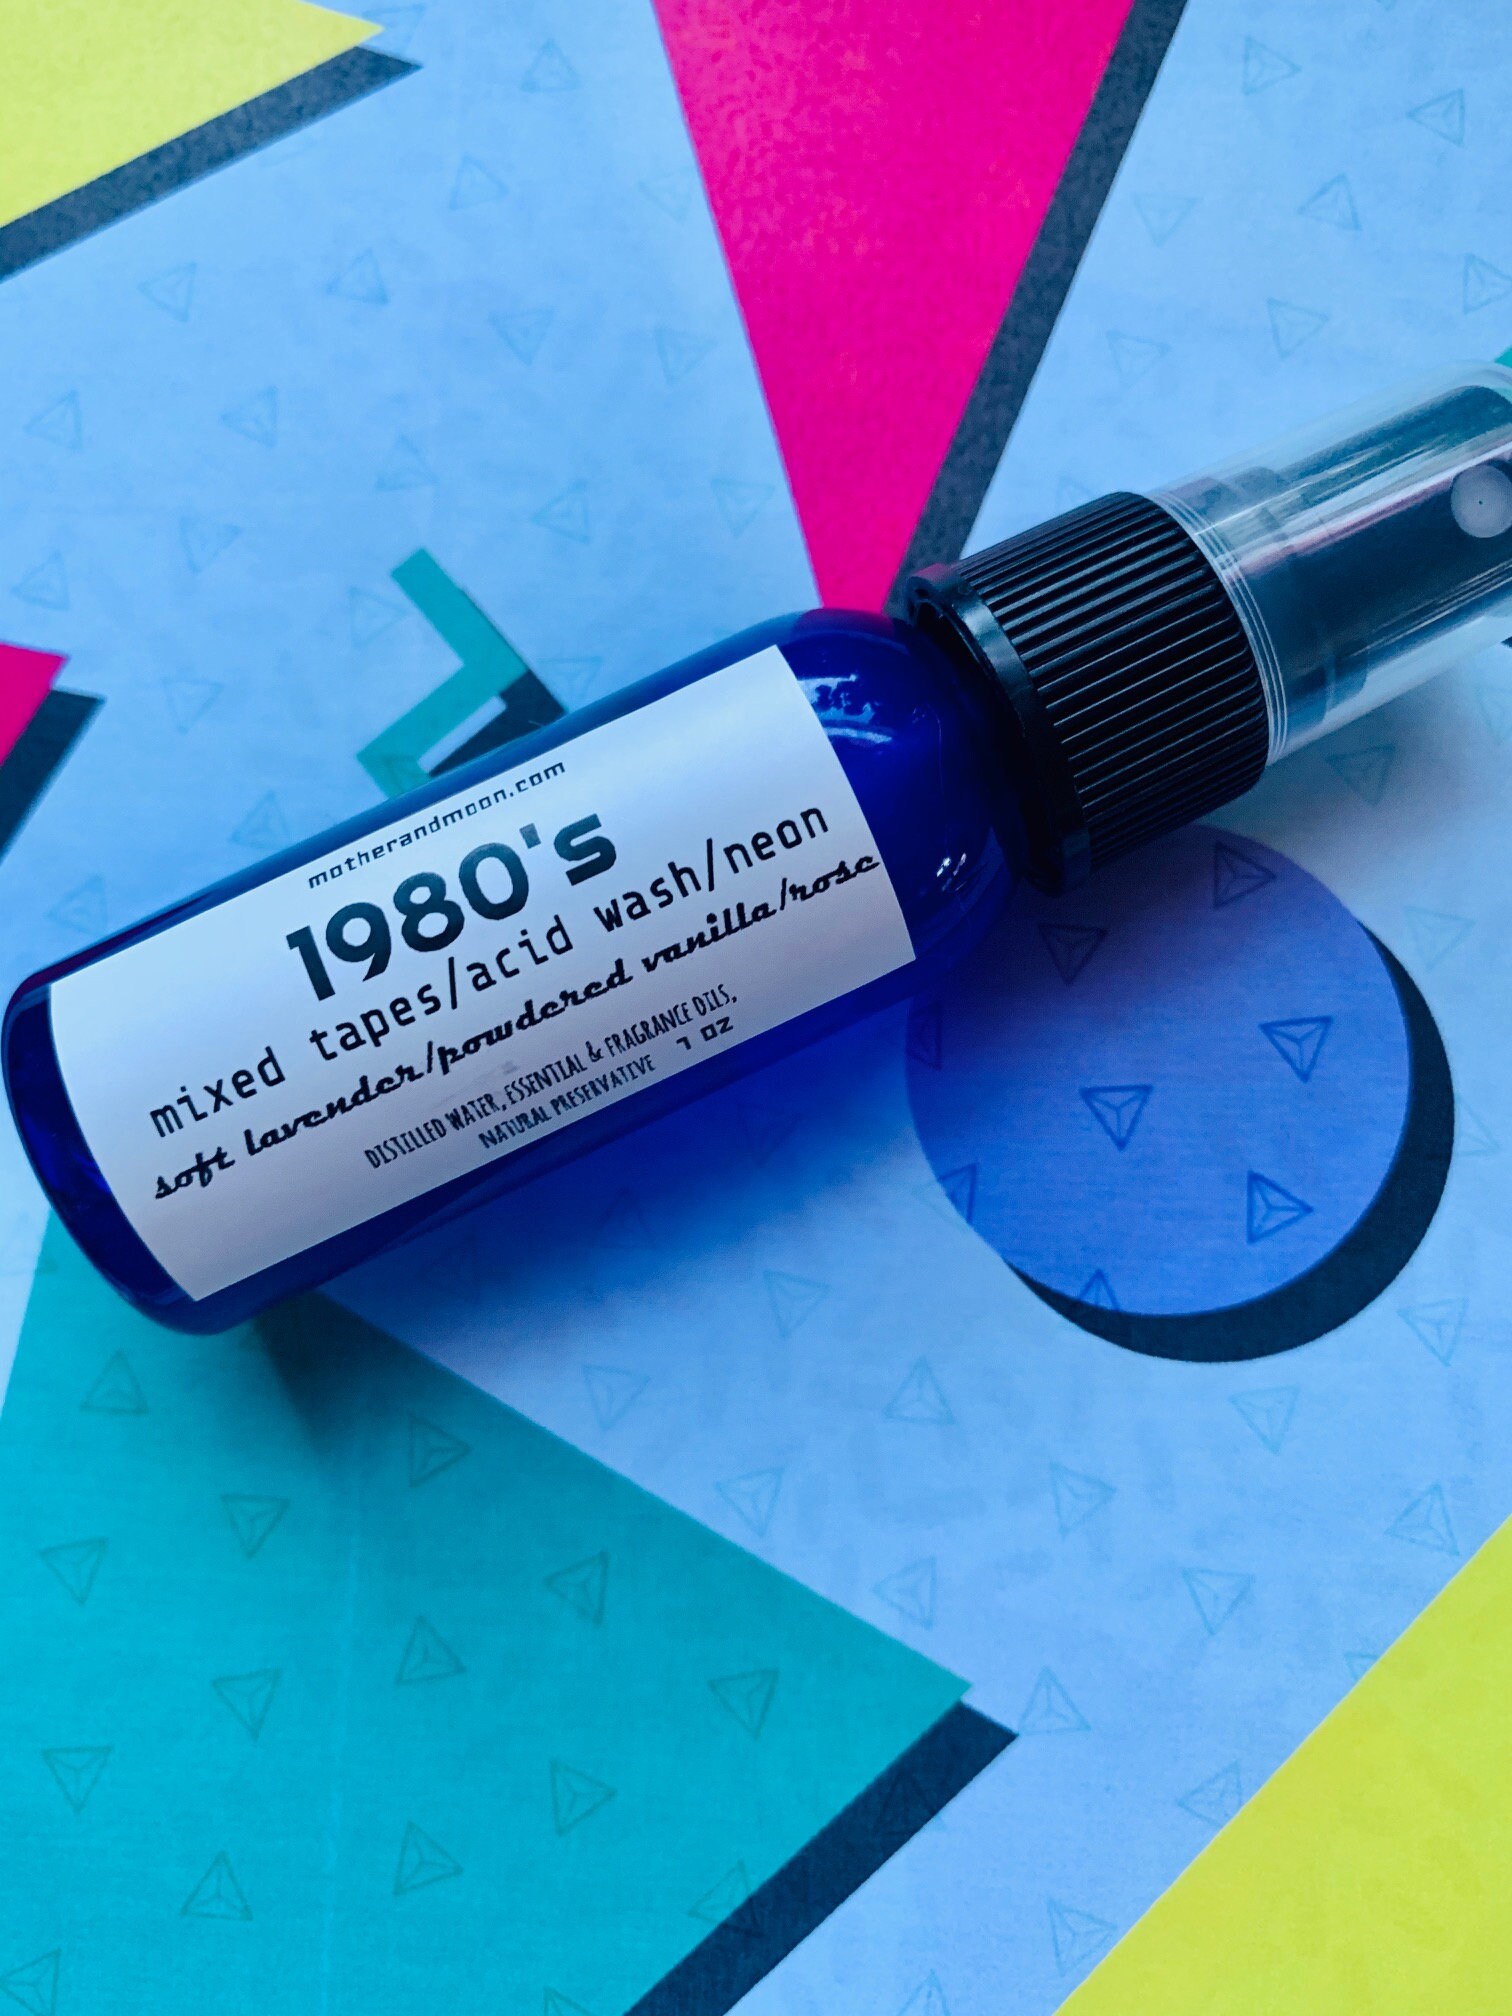 motherandmoon.com
1980's
mixed tapes/acid wash/neon
soft lavender/powdered vanilla/rose
DISTILLED WATER, ESSENTIAL & FRAGRANCE OILS,
NATURAL PRESERVATIVE 1 OZ